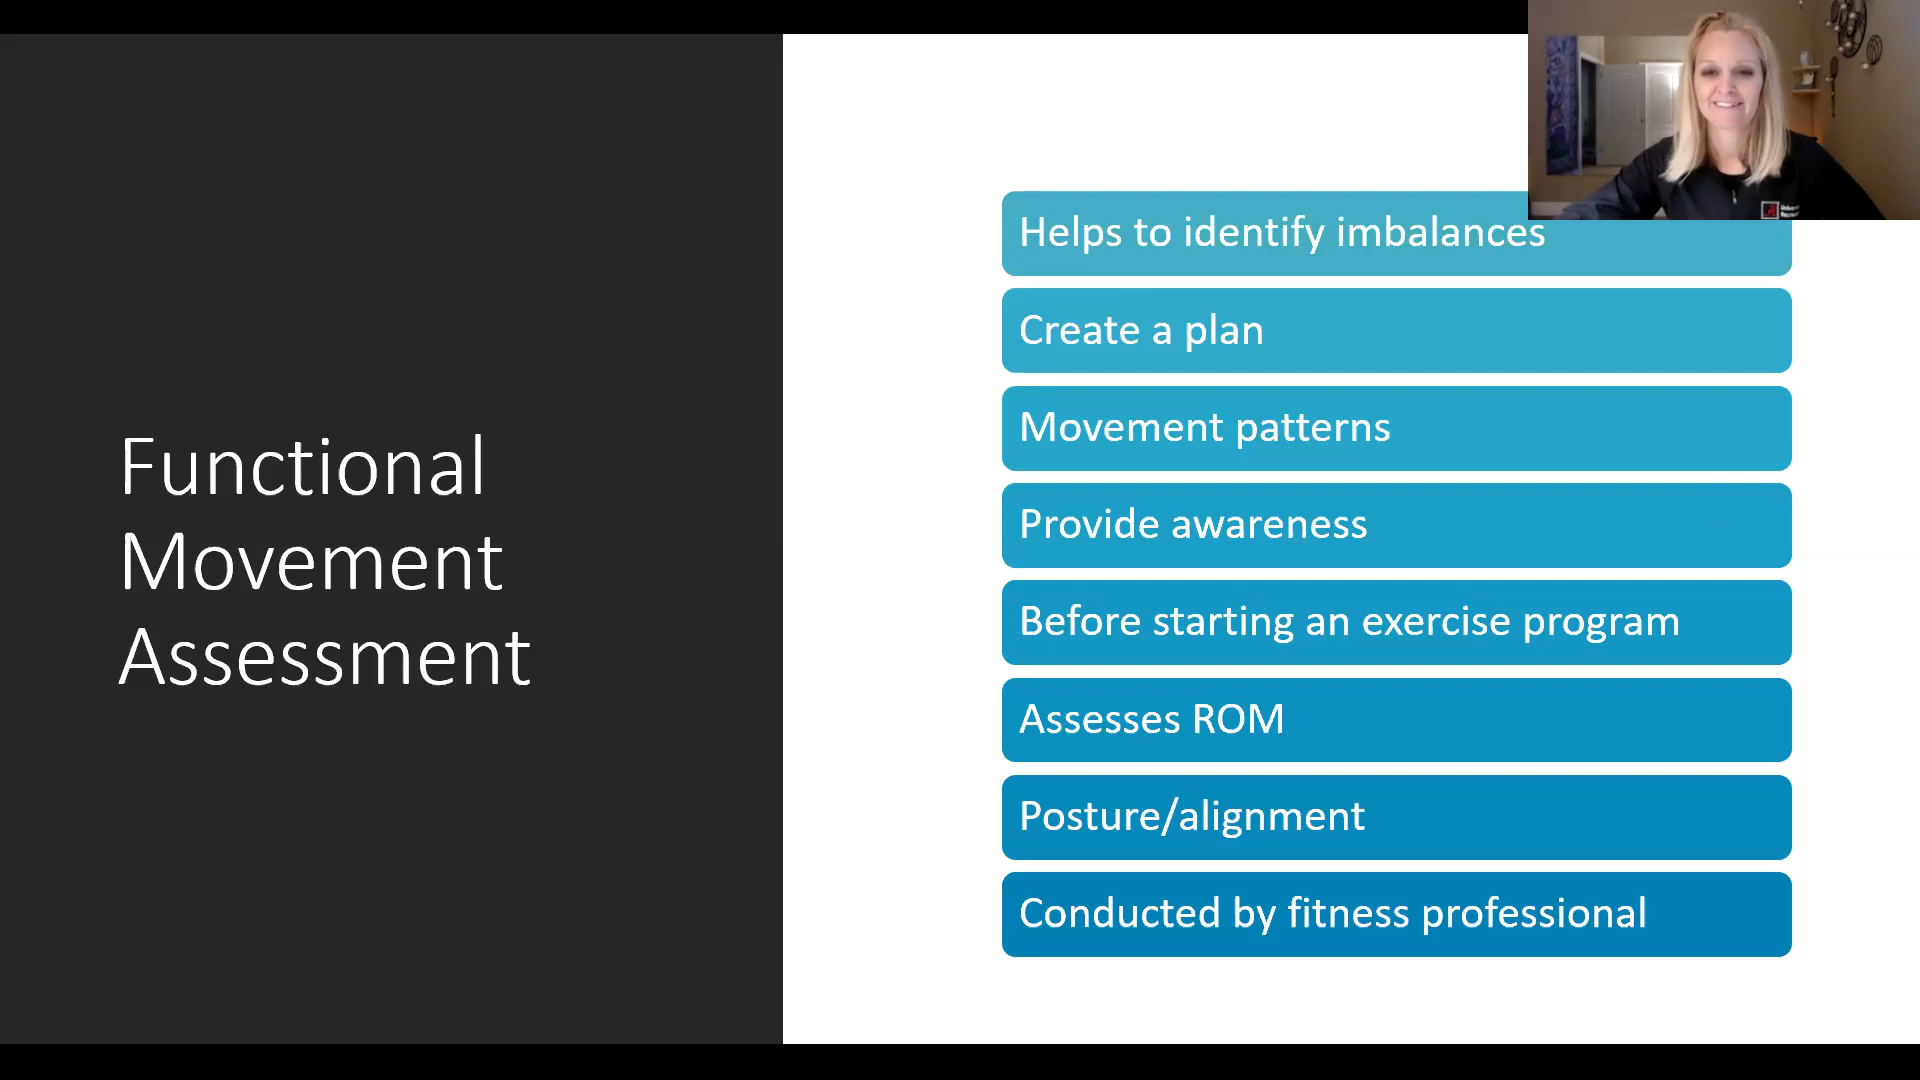 Functional
Movement
Assessment
Helps to identify imbalances
Create a plan
Movement patterns
Provide awareness
Before starting an exercise program
Assesses ROM
Posture/alignment
Conducted by fitness professional